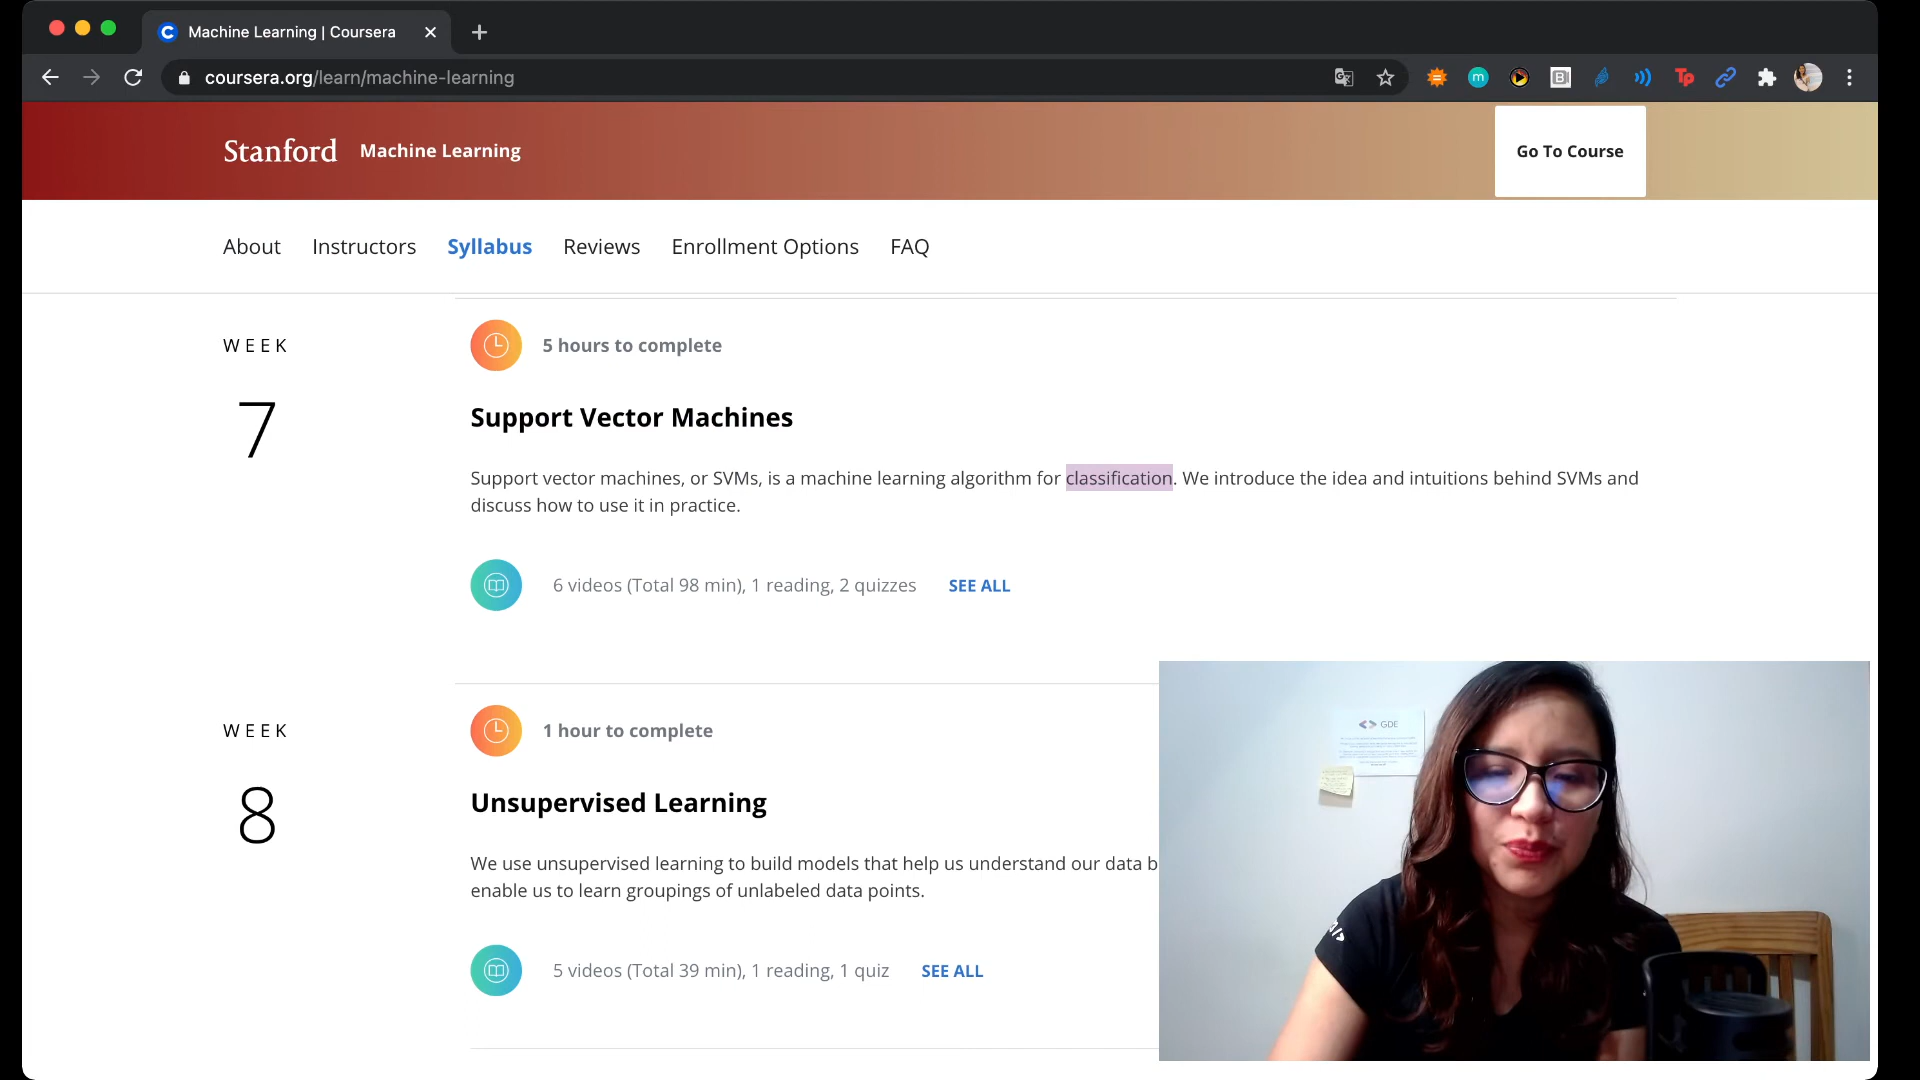 Machine Learning | Coursera
coursera.org/learn/machine-learning
Stanford Machine Learning
Go To Course
About Instructors Syllabus Reviews Enrollment Options FAQ
WEEK
7
5 hours to complete
Support Vector Machines
Support vector machines, or SVMs, is a machine learning algorithm for classification. We introduce the idea and intuitions behind SVMs and
discuss how to use it in practice.
6 videos (Total 98 min), 1 reading, 2 quizzes SEE ALL
WEEK
8
1 hour to complete
Unsupervised Learning
We use unsupervised learning to build models that help us understand our data b
enable us to learn groupings of unlabeled data points.
5 videos (Total 39 min), 1 reading, 1 quiz SEE ALL
<> GDE